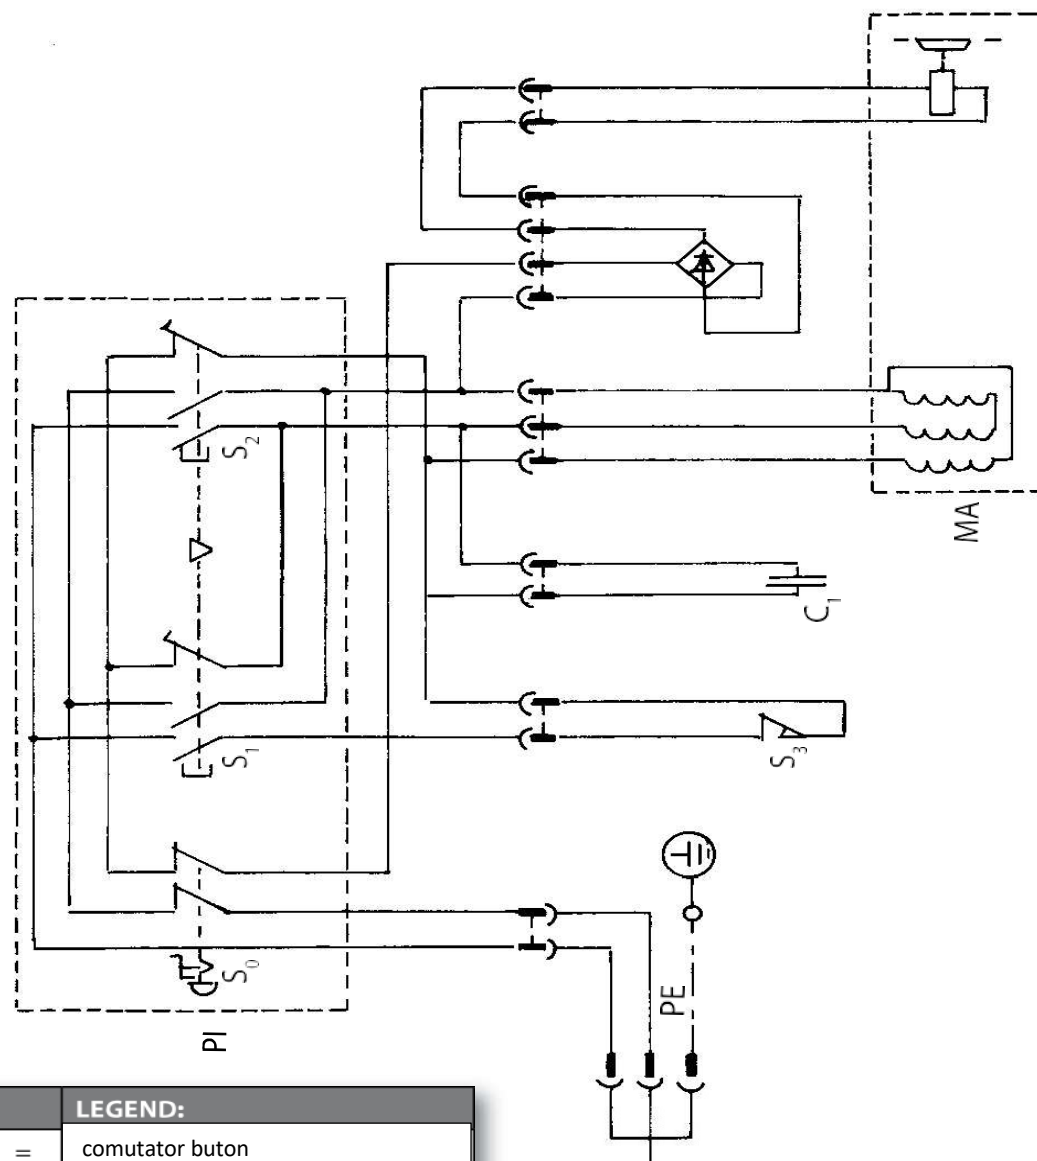 S2
MA
C1
S1
S3
S0
PE
PI
LEGEND:
= comutator buton